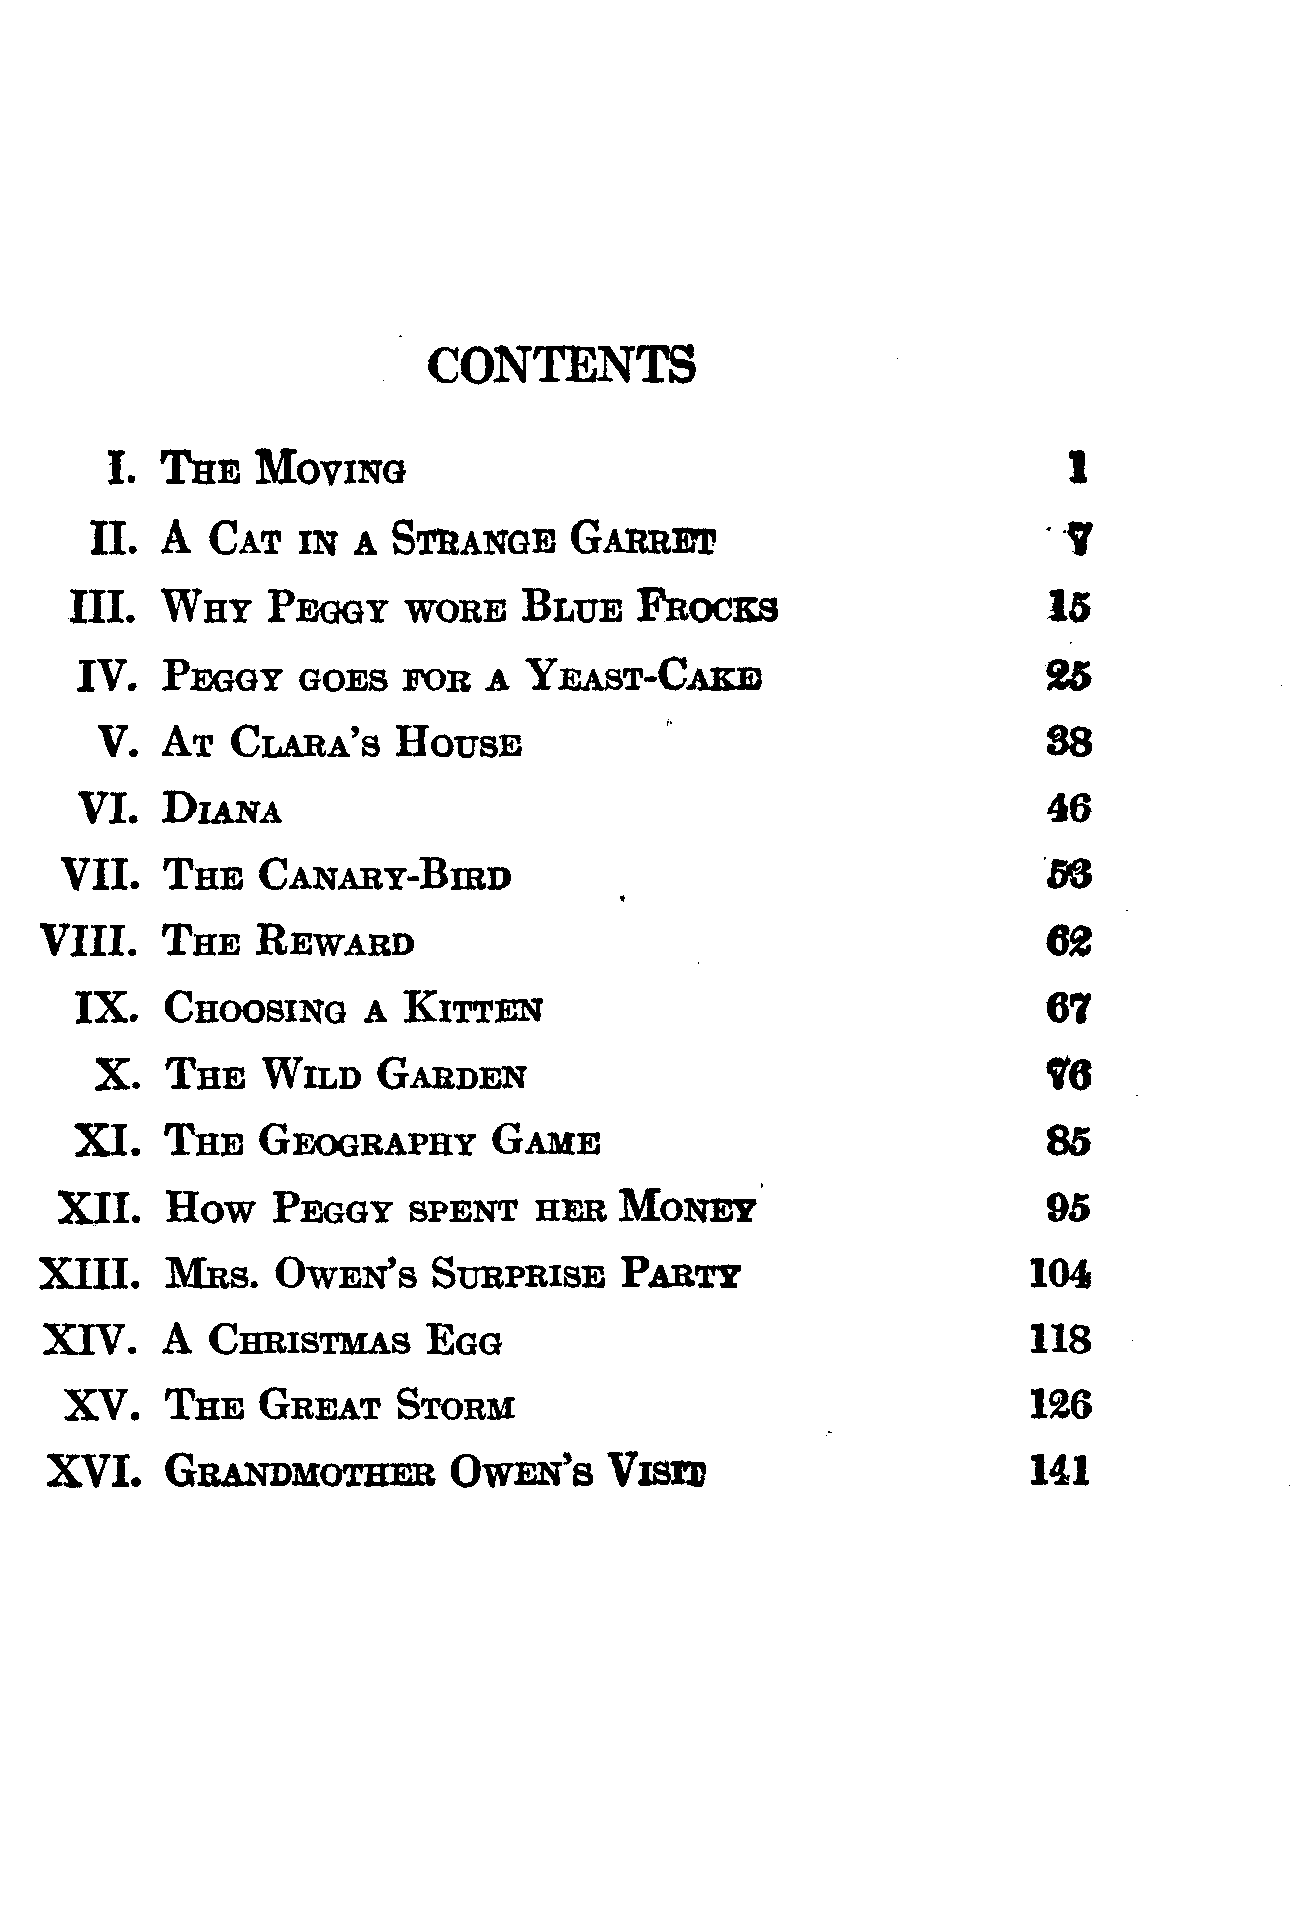 CONTENTS
I. The Moving 1
II. A Cat in a Strange Garret 7
III. Why Peggy wore Blue Frocks 15
IV. Peggy goes for a Yeast-Cake 25
V. At Clara's House 38
VI. Diana 46
VII. The Canary-Bird 53
VIII. The Reward 62
IX. Choosing a Kitten 67
X. The Wild Garden 76
XI. The Geography Game 85
XII. How Peggy spent her Money 95
XIII. Mrs. Owen's Surprise Party 104
XIV. A Christmas Egg 118
XV. The Great Storm 126
XVI. Grandmother Owen's Visit 141